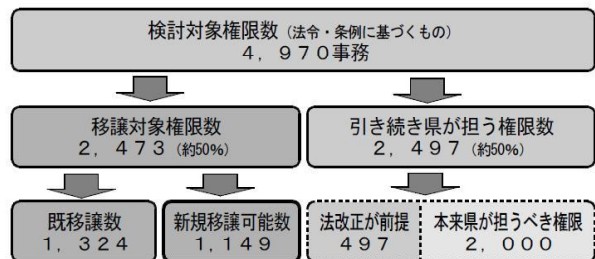 検討対象権限数（法令・条例に基づくもの）
４，９７０事務
移譲対象権限数
２，４７３（約50％）
引き続き県が担う権限数
２，４９７（約50％）
既移譲数
１，３２４
新規移譲可能数
１,１４９
法改正が前提
４９７
本来県が担うべき権限
２，０００